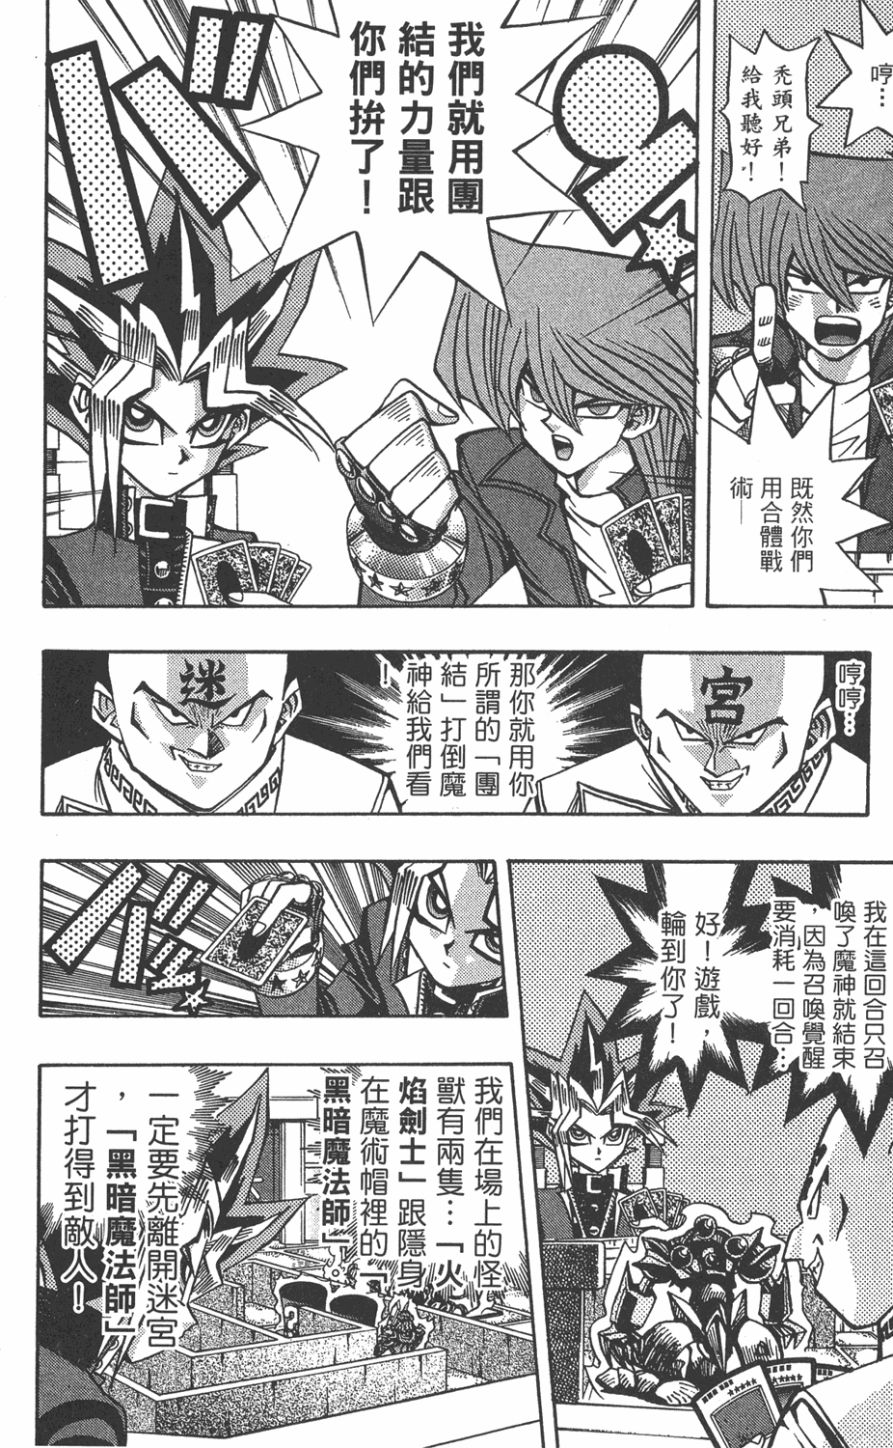 哼…
禿頭兄弟！
給我聽好！
既然你們
用合體戰
術─
我們就用團
結的力量跟
你們拚了！
哼哼…
宮
那你就用你
所謂的「團
結」打倒魔
神給我們看
！
迷
我在這回合只召
喚了魔神就結束
，因為召喚覺醒
要消耗一回合…
好！遊戲，
輪到你了！
我們在場上的怪
獸有兩隻…「火
焰劍士」跟隱身
在魔術帽裡的「
黑暗魔法師」
一定要先離開迷宮
，「黑暗魔法師」
才打得到敵人！